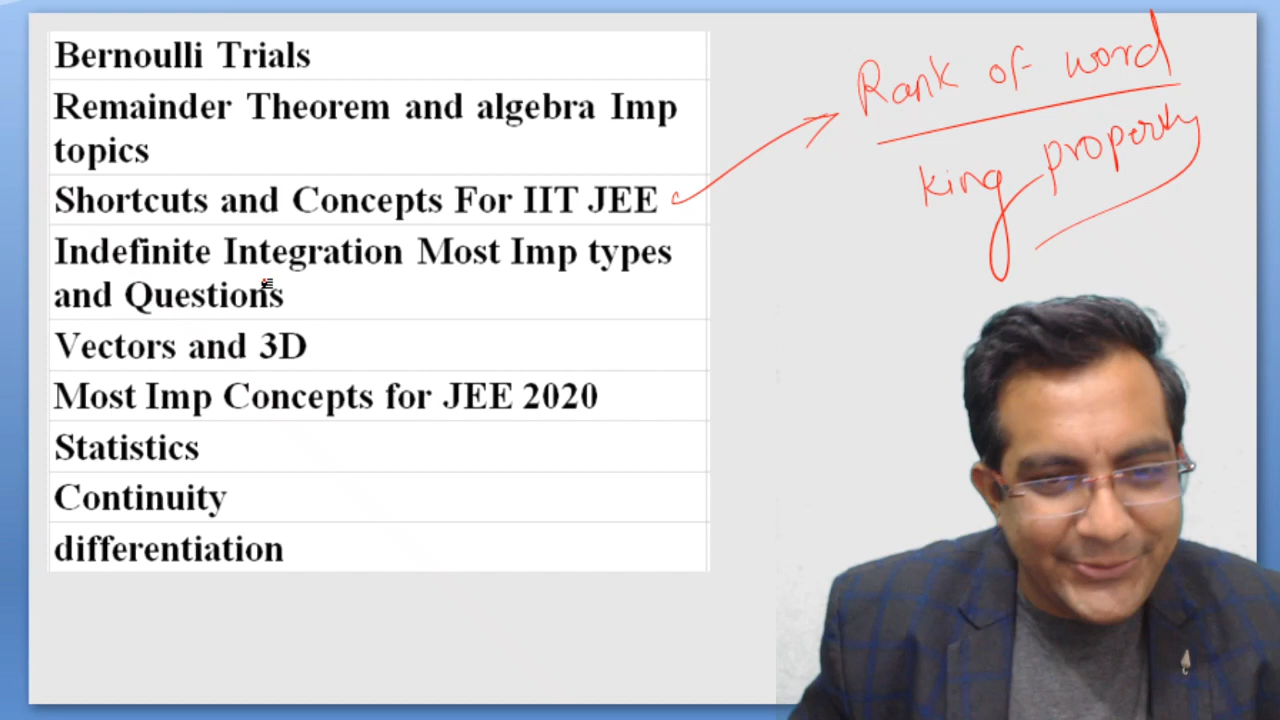 Bernoulli Trials
Remainder Theorem and algebra Imp
topics
Shortcuts and Concepts For IIT JEE
Indefinite Integration Most Imp types
and Questions
Vectors and 3D
Most Imp Concepts for JEE 2020
Statistics
Continuity
differentiation
Rank of word
king property